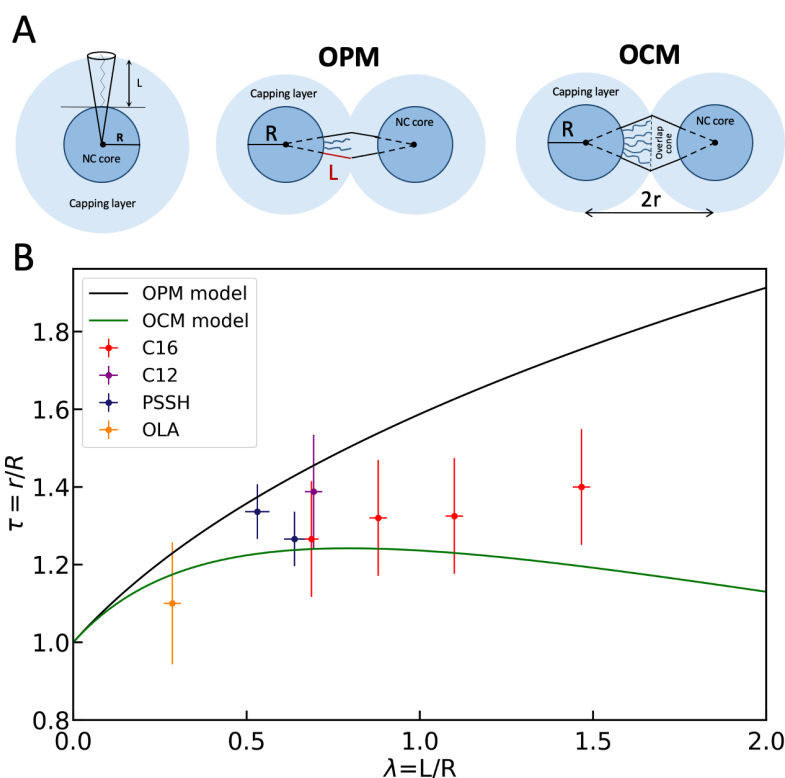 A
OPM
OCM
L
R
NC core
Capping layer
Capping layer
R
NC core
L
Capping layer
R
Overlap
cone
NC core
2r
B
OPM model
OCM model
C16
C12
PSSH
OLA
τ = r/R
1.8
1.6
1.4
1.2
1.0
0.8
0.0 0.5 1.0 1.5 2.0
λ=L/R